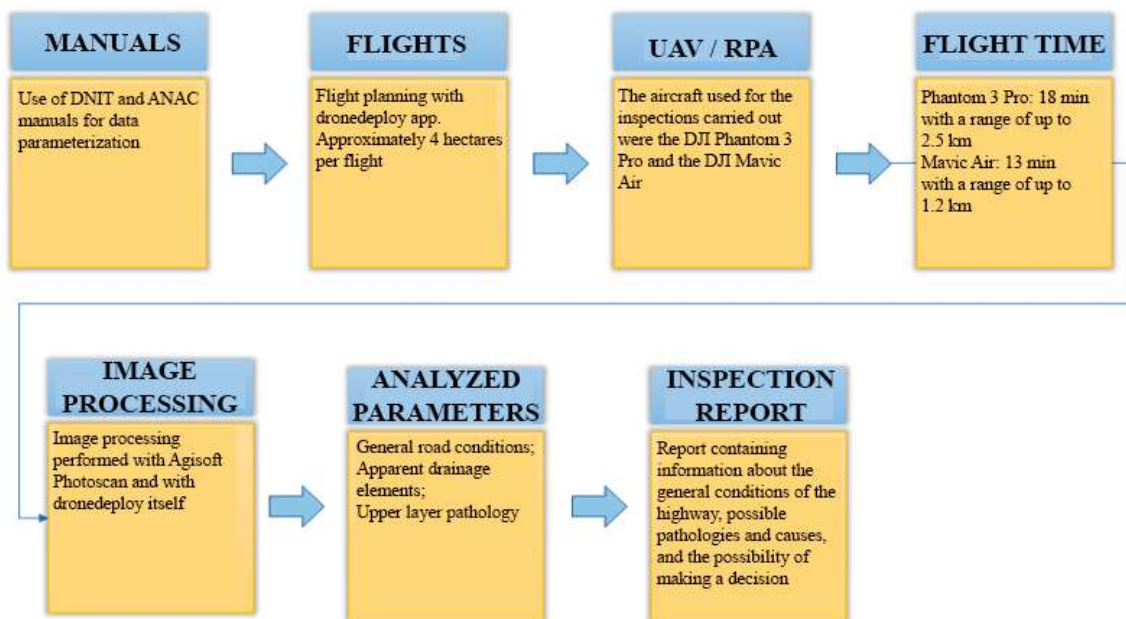 MANUALS
Use of DNIT and ANAC
manuals for data
parameterization
FLIGHTS
Flight planning with
dronedeploy app.
Approximately 4 hectares
per flight
UAV / RPA
The aircraft used for the
inspections carried out
were the DJI Phantom 3
Pro and the DJI Mavic
Air
FLIGHT TIME
Phantom 3 Pro: 18 min
with a range of up to
2.5 km
Mavic Air: 13 min
with a range of up to
1.2 km
IMAGE
PROCESSING
Image processing
performed with Agisoft
Photoscan and with
dronedeploy itself
ANALYZED
PARAMETERS
General road conditions;
Apparent drainage
elements;
Upper layer pathology
INSPECTION
REPORT
Report containing
information about the
general conditions of the
highway, possible
pathologies and causes,
and the possibility of
making a decision